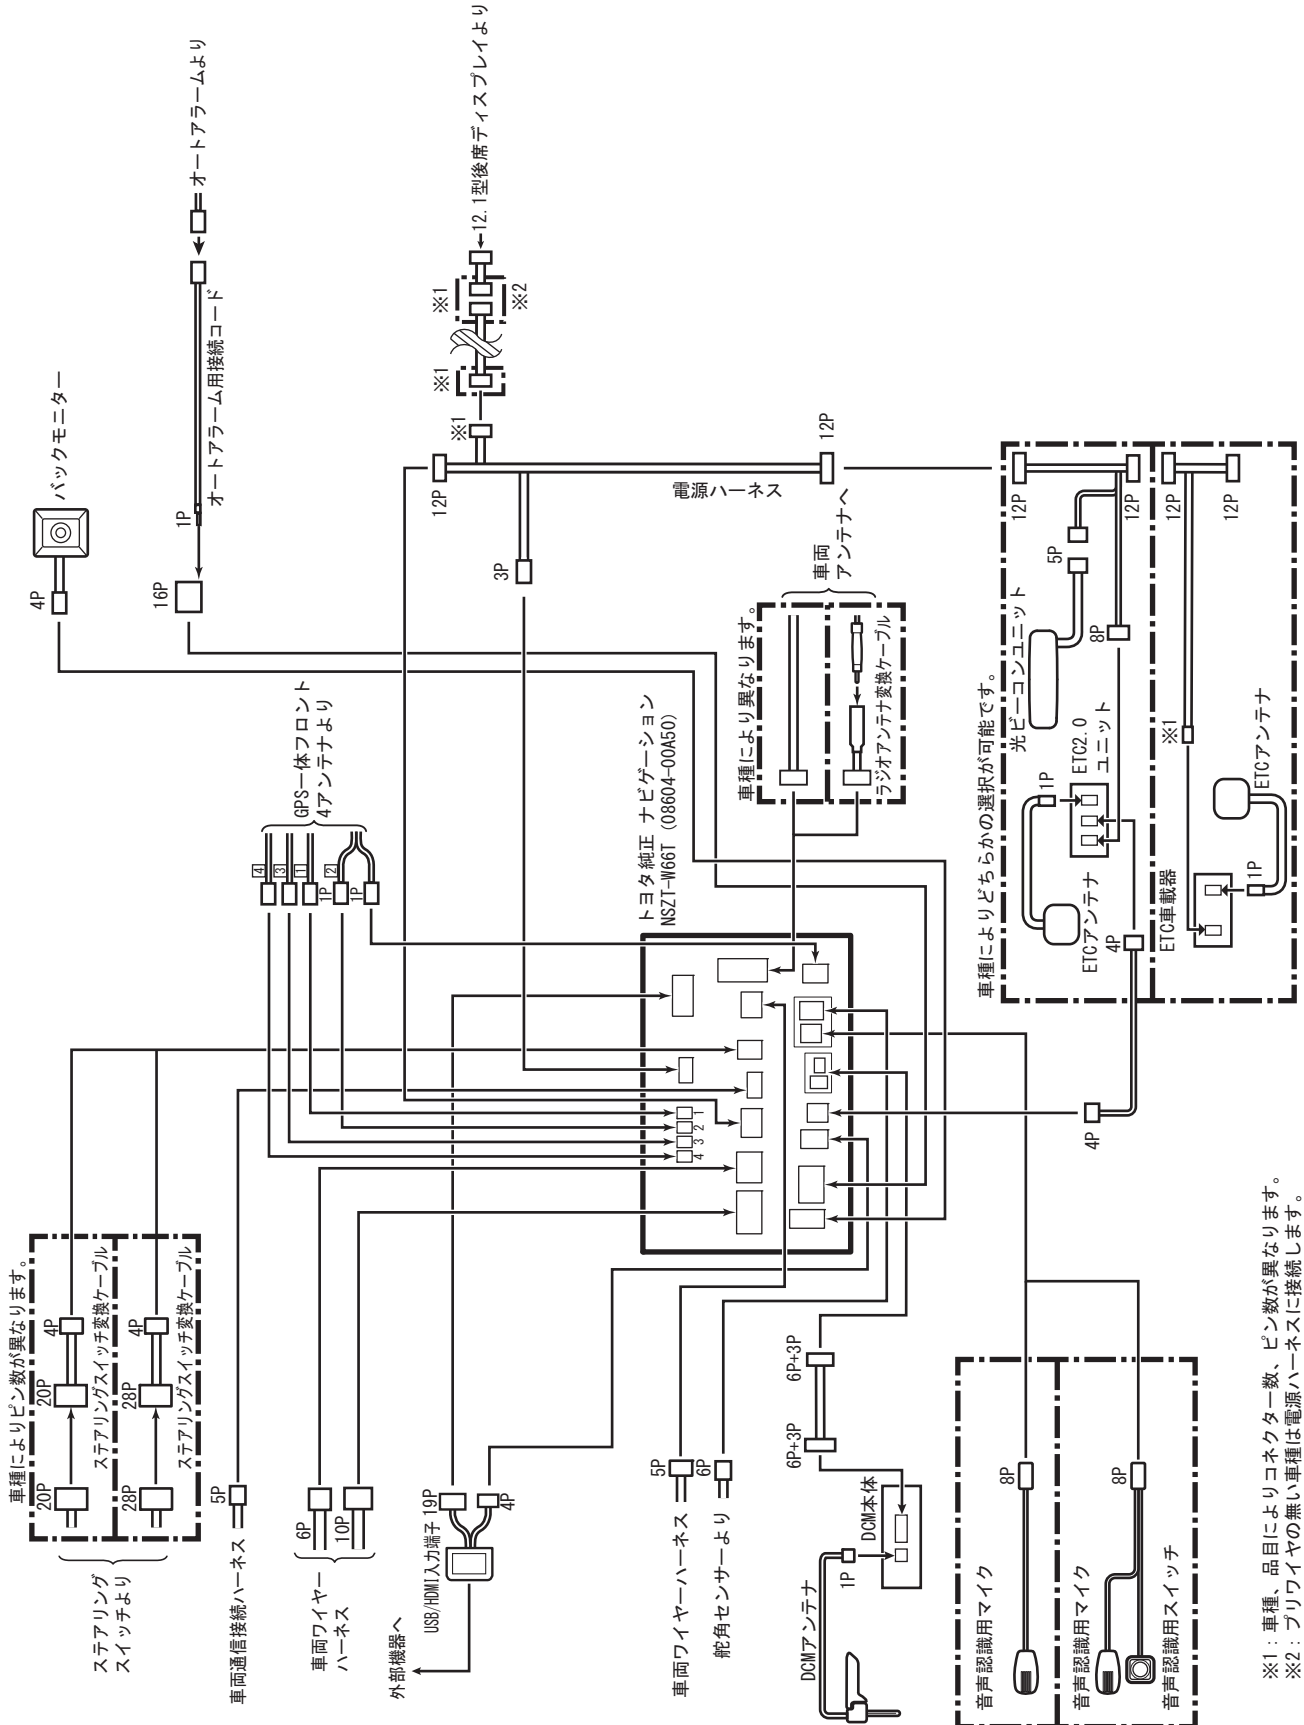 車種によりピン数が異なります。
ステアリング
スイッチより
20P
20P
4P
ステアリングスイッチ変換ケーブル
28P
28P
4P
ステアリングスイッチ変換ケーブル
車両通信接続ハーネス
5P
車両ワイヤー
ハーネス
6P
10P
外部機器へ
USB/HDMI入力端子
19P
4P
車両ワイヤーハーネス
5P
舵角センサーより
6P
DCMアンテナ
1P
DCM本体
6P+3P
6P+3P
音声認識用マイク
8P
音声認識用マイク
音声認識用スイッチ
8P
GPS一体フロント
4アンテナより
4
3
1
2
1P
1P
トヨタ純正 ナビゲーション
NSZT-W66T (08604-00A50)
1
2
3
4
バックモニター
4P
オートアラームより
オートアラーム用接続コード
1P
16P
12.1型後席ディスプレイより
※1
※2
※1
※1
12P
3P
電源ハーネス
12P
車種により異なります。
車両
アンテナへ
ラジオアンテナ変換ケーブル
車種によりどちらかの選択が可能です。
光ビーコンユニット
5P
12P
12P
8P
ETC2.0
ユニット
1P
ETCアンテナ
4P
4P
ETC車載器
※1
12P
12P
1P
ETCアンテナ
※1：車種、品目によりコネクター数、ピン数が異なります。
※2：プリワイヤの無い車種は電源ハーネスに接続します。